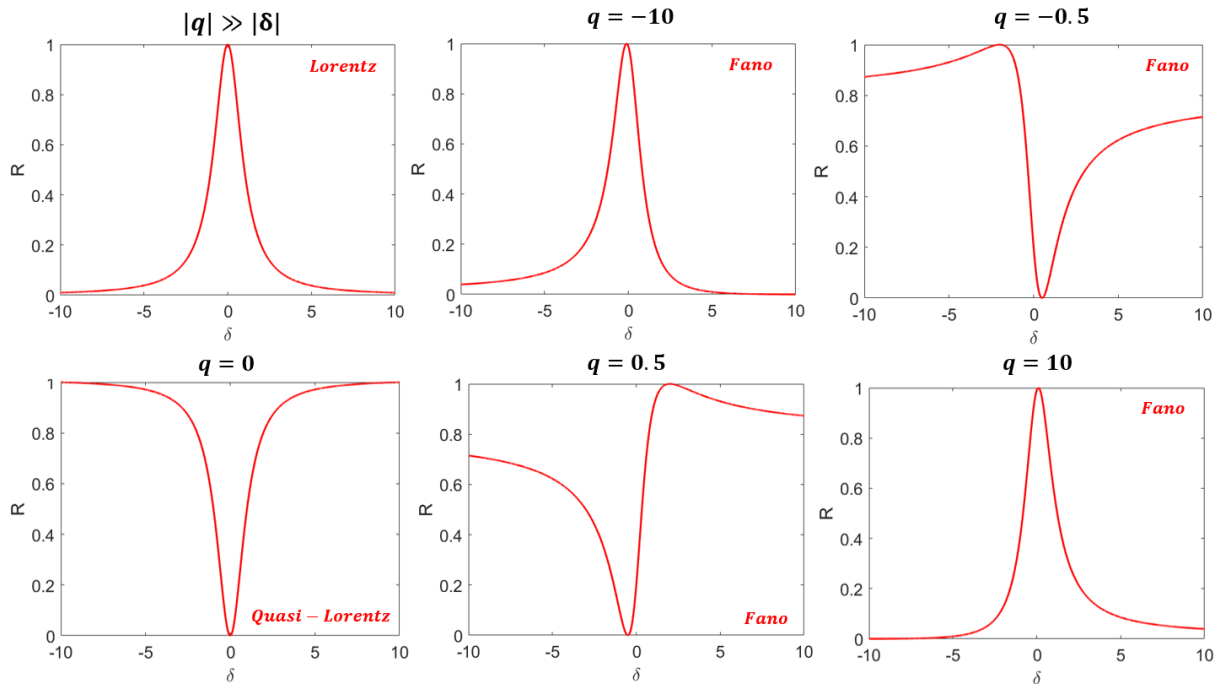 |q| ≫ |δ|
1
0.8
0.6
0.4
0.2
0
R
-10 -5 0 5 10
δ
Lorentz
q = −10
1
0.8
0.6
0.4
0.2
0
R
-10 -5 0 5 10
δ
Fano
q = −0.5
1
0.8
0.6
0.4
0.2
0
R
-10 -5 0 5 10
δ
Fano
q = 0
1
0.8
0.6
0.4
0.2
0
R
-10 -5 0 5 10
δ
Quasi − Lorentz
q = 0.5
1
0.8
0.6
0.4
0.2
0
R
-10 -5 0 5 10
δ
Fano
q = 10
1
0.8
0.6
0.4
0.2
0
R
-10 -5 0 5 10
δ
Fano